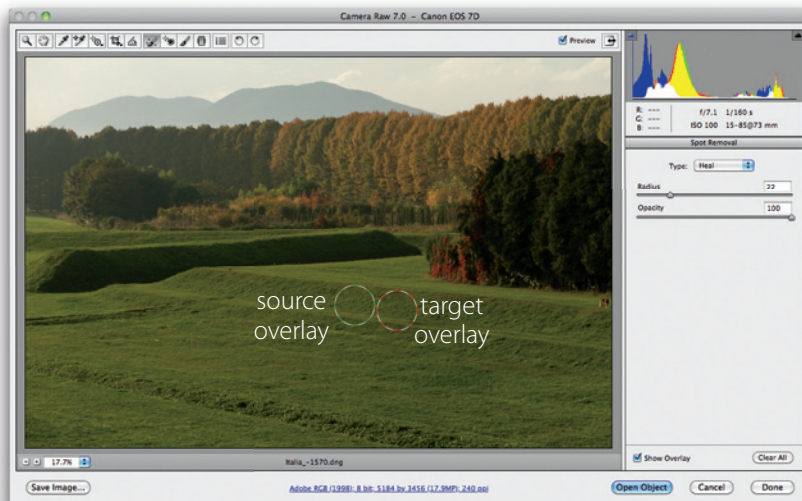 Camera Raw 7.0 – Canon EOS 7D
Preview
R: ---
G: ---
B: ---
f/7.1 1/160 s
ISO 100 15-85@73 mm
Spot Removal
Type: Heal
Radius 22
Opacity 100
source
overlay
target
overlay
17.7%
Italia_-1570.dng
Show Overlay
Clear All
Save Image...
Adobe RGB (1998); 8 bit; 5184 by 3456 (17.9MP); 240 ppi
Open Object
Cancel
Done